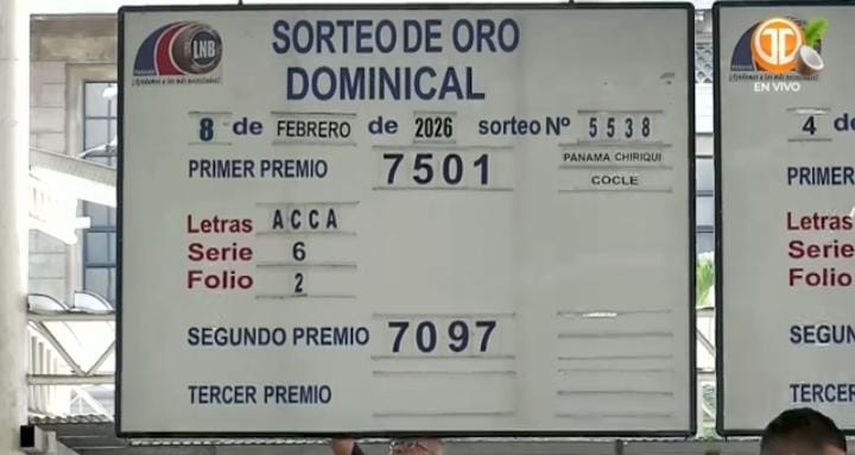 LNB
SORTEO DE ORO
DOMINICAL
8 de FEBRERO de 2026 sorteo Nº 5538
PRIMER PREMIO 7501 PANAMA CHIRIQUI
COCLE
Letras ACCA
Serie 6
Folio 2
SEGUNDO PREMIO 7097
TERCER PREMIO
EN VIVO
4 de
PRIMER
Letras
Serie
Folio
SEGUN
TERCER